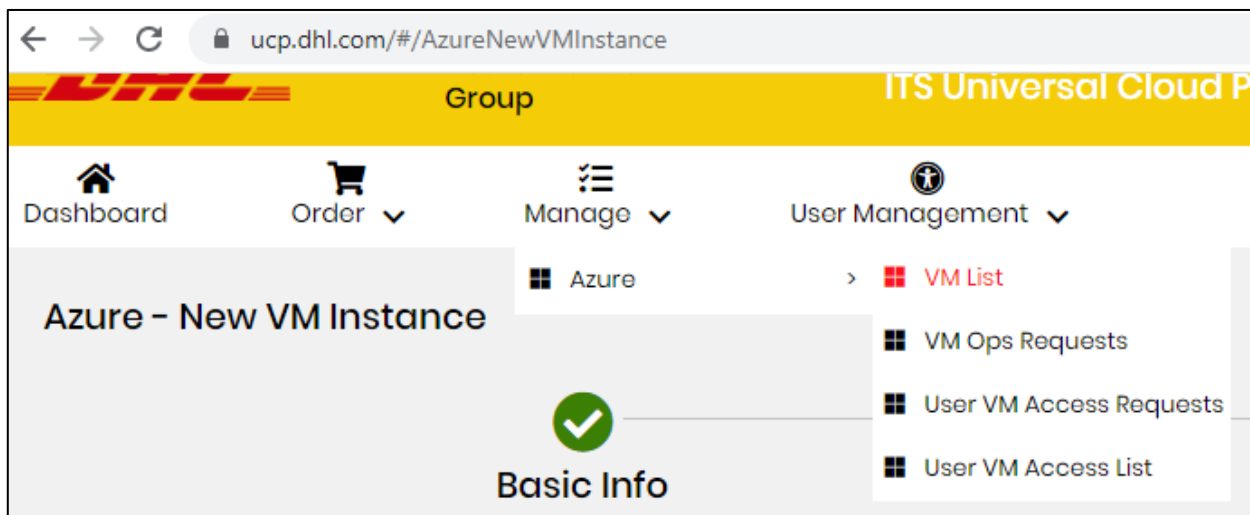 ucp.dhl.com/#/AzureNewVMInstance
DHL
Group
ITS Universal Cloud P
Dashboard
Order
Manage
User Management
Azure
VM List
Azure - New VM Instance
VM Ops Requests
User VM Access Requests
User VM Access List
Basic Info